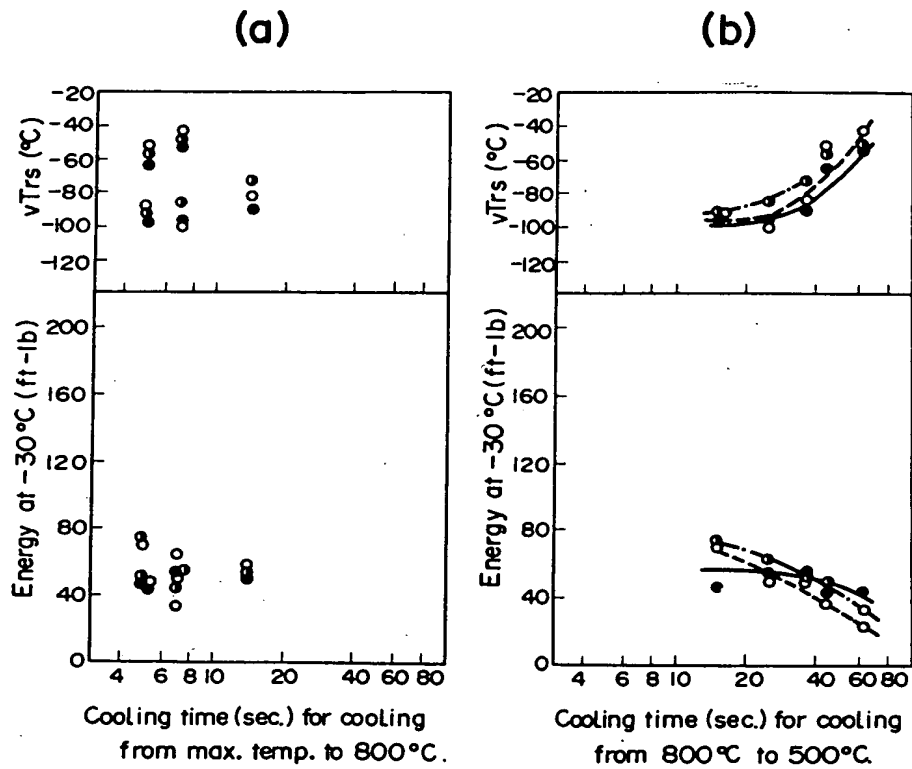 (a)
(b)
-20
-40
-60
-80
-100
-120
vTrs (°C)
200
160
120
80
40
0
Energy at -30°C (ft-lb)
4 6 8 10 20 40 60 80
Cooling time (sec.) for cooling
from max. temp. to 800°C.
-20
-40
-60
-80
-100
-120
vTrs (°C)
200
160
120
80
40
0
Energy at -30°C (ft-lb)
4 6 8 10 20 40 60 80
Cooling time (sec.) for cooling
from 800°C to 500°C.